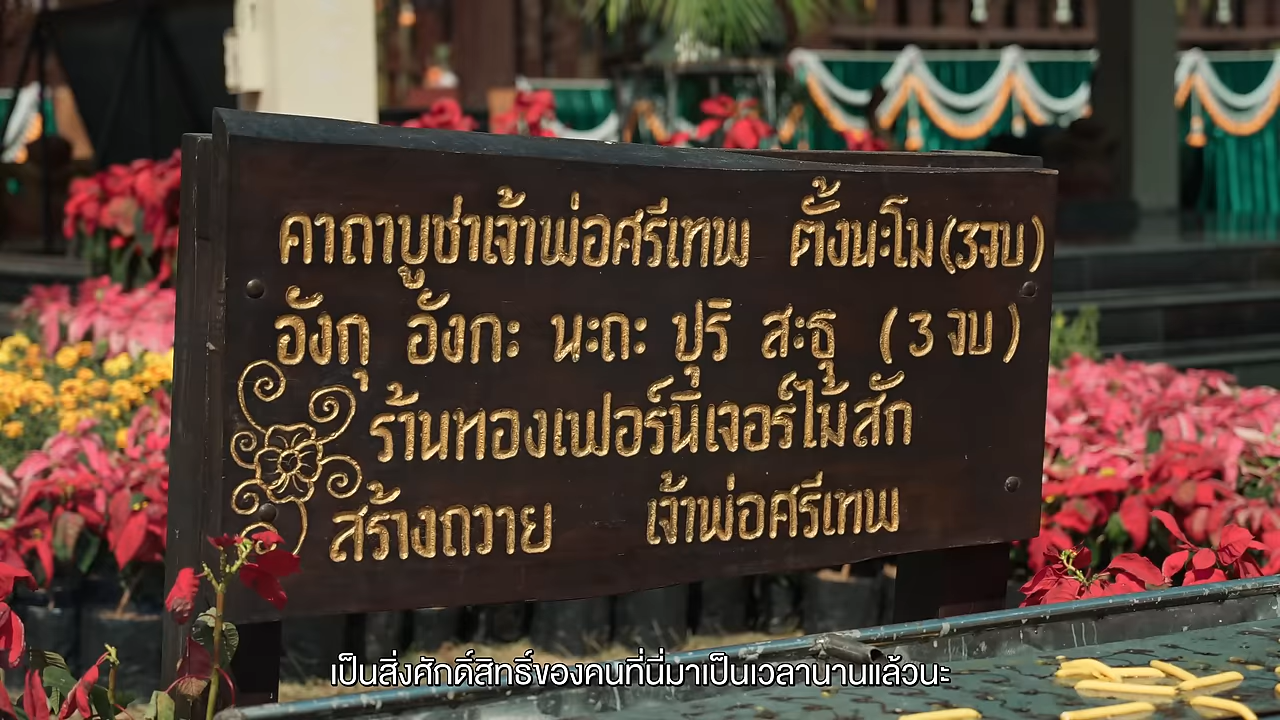 คาถาบูชาเจ้าพ่อศรีเทพ ตั้งนะโม(3จบ)
อังกุ อังกะ นะถะ ปุริ สะธุ (3 จบ)
ร้านทองเฟอร์นิเจอร์ไม้สัก
สร้างถวาย เจ้าพ่อศรีเทพ
เป็นสิ่งศักดิ์สิทธิ์ของคนที่นี่มาเป็นเวลานานแล้วนะ